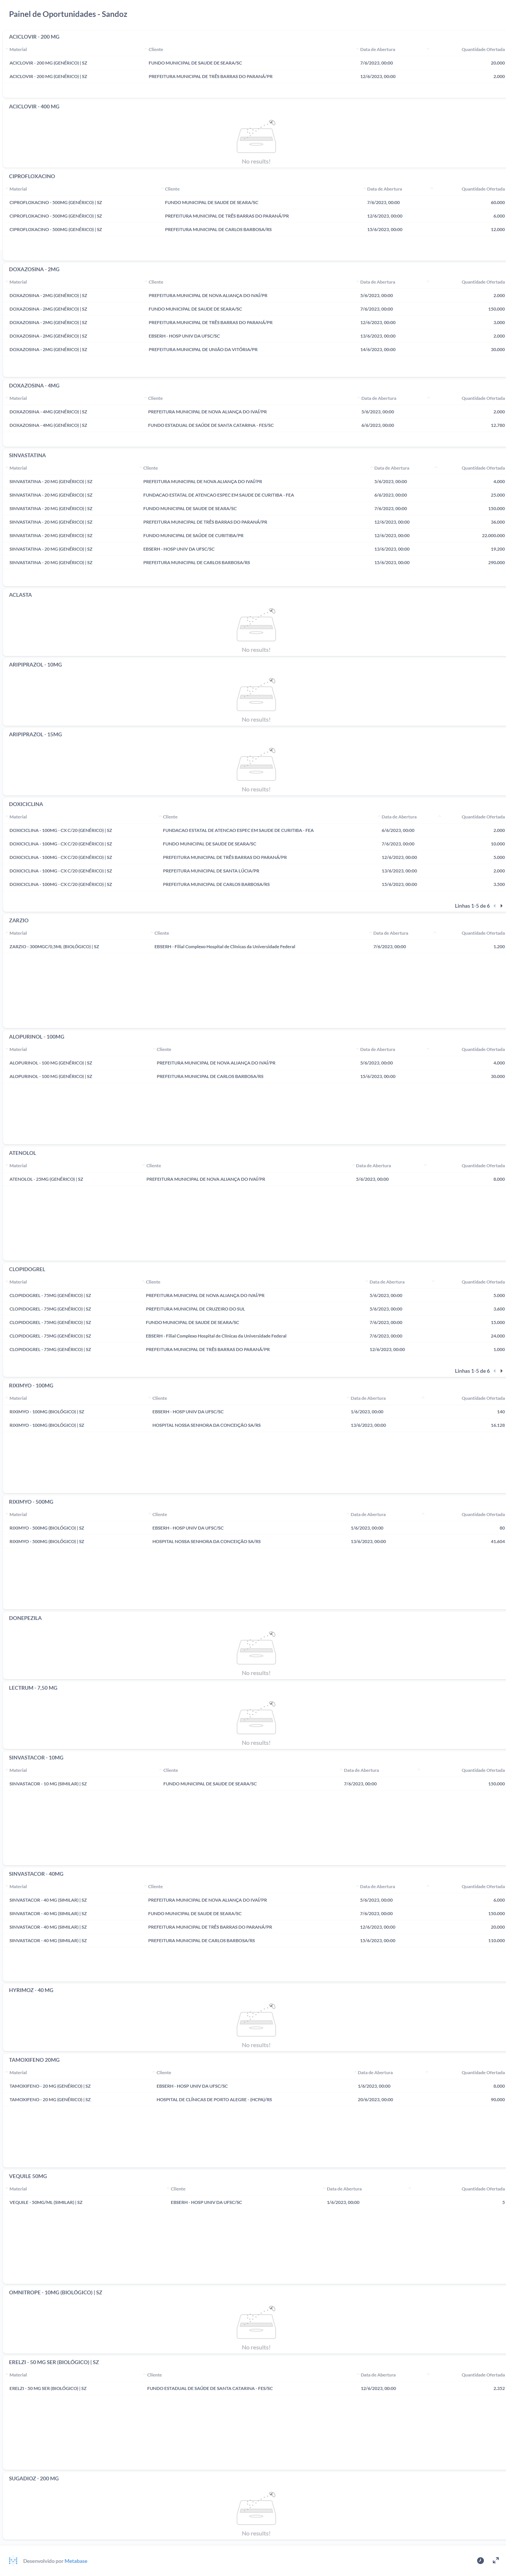 Painel de Oportunidades - Sandoz
ACICLOVIR - 200 MG
Material Cliente Data de Abertura Quantidade Ofertada
ACICLOVIR - 200 MG (GENÉRICO) | SZ FUNDO MUNICIPAL DE SAUDE DE SEARA/SC 7/6/2023, 00:00 20.000
ACICLOVIR - 200 MG (GENÉRICO) | SZ PREFEITURA MUNICIPAL DE TRÊS BARRAS DO PARANÁ/PR 12/6/2023, 00:00 2.000
ACICLOVIR - 400 MG
No results!
CIPROFLOXACINO
Material Cliente Data de Abertura Quantidade Ofertada
CIPROFLOXACINO - 500MG (GENÉRICO) | SZ FUNDO MUNICIPAL DE SAUDE DE SEARA/SC 7/6/2023, 00:00 60.000
CIPROFLOXACINO - 500MG (GENÉRICO) | SZ PREFEITURA MUNICIPAL DE TRÊS BARRAS DO PARANÁ/PR 12/6/2023, 00:00 6.000
CIPROFLOXACINO - 500MG (GENÉRICO) | SZ PREFEITURA MUNICIPAL DE CARLOS BARBOSA/RS 15/6/2023, 00:00 12.000
DOXAZOSINA - 2MG
Material Cliente Data de Abertura Quantidade Ofertada
DOXAZOSINA - 2MG (GENÉRICO) | SZ PREFEITURA MUNICIPAL DE NOVA ALIANÇA DO IVAÍ/PR 5/6/2023, 00:00 2.000
DOXAZOSINA - 2MG (GENÉRICO) | SZ FUNDO MUNICIPAL DE SAUDE DE SEARA/SC 7/6/2023, 00:00 150.000
DOXAZOSINA - 2MG (GENÉRICO) | SZ PREFEITURA MUNICIPAL DE TRÊS BARRAS DO PARANÁ/PR 12/6/2023, 00:00 3.000
DOXAZOSINA - 2MG (GENÉRICO) | SZ EBSERH - HOSP UNIV DA UFSC/SC 13/6/2023, 00:00 2.000
DOXAZOSINA - 2MG (GENÉRICO) | SZ PREFEITURA MUNICIPAL DE UNIÃO DA VITÓRIA/PR 14/6/2023, 00:00 30.000
DOXAZOSINA - 4MG
Material Cliente Data de Abertura Quantidade Ofertada
DOXAZOSINA - 4MG (GENÉRICO) | SZ PREFEITURA MUNICIPAL DE NOVA ALIANÇA DO IVAÍ/PR 5/6/2023, 00:00 2.000
DOXAZOSINA - 4MG (GENÉRICO) | SZ FUNDO ESTADUAL DE SAÚDE DE SANTA CATARINA - FES/SC 6/6/2023, 00:00 12.780
SINVASTATINA
Material Cliente Data de Abertura Quantidade Ofertada
SINVASTATINA - 20 MG (GENÉRICO) | SZ PREFEITURA MUNICIPAL DE NOVA ALIANÇA DO IVAÍ/PR 5/6/2023, 00:00 4.000
SINVASTATINA - 20 MG (GENÉRICO) | SZ FUNDACAO ESTATAL DE ATENCAO ESPEC EM SAUDE DE CURITIBA - FEA 6/6/2023, 00:00 25.000
SINVASTATINA - 20 MG (GENÉRICO) | SZ FUNDO MUNICIPAL DE SAUDE DE SEARA/SC 7/6/2023, 00:00 150.000
SINVASTATINA - 20 MG (GENÉRICO) | SZ PREFEITURA MUNICIPAL DE TRÊS BARRAS DO PARANÁ/PR 12/6/2023, 00:00 36.000
SINVASTATINA - 20 MG (GENÉRICO) | SZ FUNDO MUNICIPAL DE SAÚDE DE CURITIBA/PR 12/6/2023, 00:00 22.000.000
SINVASTATINA - 20 MG (GENÉRICO) | SZ EBSERH - HOSP UNIV DA UFSC/SC 13/6/2023, 00:00 19.200
SINVASTATINA - 20 MG (GENÉRICO) | SZ PREFEITURA MUNICIPAL DE CARLOS BARBOSA/RS 15/6/2023, 00:00 290.000
ACLASTA
No results!
ARIPIPRAZOL - 10MG
No results!
ARIPIPRAZOL - 15MG
No results!
DOXICICLINA
Material Cliente Data de Abertura Quantidade Ofertada
DOXICICLINA - 100MG - CX C/20 (GENÉRICO) | SZ FUNDACAO ESTATAL DE ATENCAO ESPEC EM SAUDE DE CURITIBA - FEA 6/6/2023, 00:00 2.000
DOXICICLINA - 100MG - CX C/20 (GENÉRICO) | SZ FUNDO MUNICIPAL DE SAUDE DE SEARA/SC 7/6/2023, 00:00 10.000
DOXICICLINA - 100MG - CX C/20 (GENÉRICO) | SZ PREFEITURA MUNICIPAL DE TRÊS BARRAS DO PARANÁ/PR 12/6/2023, 00:00 5.000
DOXICICLINA - 100MG - CX C/20 (GENÉRICO) | SZ PREFEITURA MUNICIPAL DE SANTA LÚCIA/PR 13/6/2023, 00:00 2.000
DOXICICLINA - 100MG - CX C/20 (GENÉRICO) | SZ PREFEITURA MUNICIPAL DE CARLOS BARBOSA/RS 15/6/2023, 00:00 3.500
Linhas 1-5 de 6
ZARZIO
Material Cliente Data de Abertura Quantidade Ofertada
ZARZIO - 300MGC/0,5ML (BIOLÓGICO) | SZ EBSERH - Filial Complexo Hospital de Clinicas da Universidade Federal 7/6/2023, 00:00 1.200
ALOPURINOL - 100MG
Material Cliente Data de Abertura Quantidade Ofertada
ALOPURINOL - 100 MG (GENÉRICO) | SZ PREFEITURA MUNICIPAL DE NOVA ALIANÇA DO IVAÍ/PR 5/6/2023, 00:00 4.000
ALOPURINOL - 100 MG (GENÉRICO) | SZ PREFEITURA MUNICIPAL DE CARLOS BARBOSA/RS 15/6/2023, 00:00 30.000
ATENOLOL
Material Cliente Data de Abertura Quantidade Ofertada
ATENOLOL - 25MG (GENÉRICO) | SZ PREFEITURA MUNICIPAL DE NOVA ALIANÇA DO IVAÍ/PR 5/6/2023, 00:00 8.000
CLOPIDOGREL
Material Cliente Data de Abertura Quantidade Ofertada
CLOPIDOGREL - 75MG (GENÉRICO) | SZ PREFEITURA MUNICIPAL DE NOVA ALIANÇA DO IVAÍ/PR 5/6/2023, 00:00 3.000
CLOPIDOGREL - 75MG (GENÉRICO) | SZ PREFEITURA MUNICIPAL DE CRUZEIRO DO SUL 5/6/2023, 00:00 3.600
CLOPIDOGREL - 75MG (GENÉRICO) | SZ FUNDO MUNICIPAL DE SAUDE DE SEARA/SC 7/6/2023, 00:00 15.000
CLOPIDOGREL - 75MG (GENÉRICO) | SZ EBSERH - Filial Complexo Hospital de Clinicas da Universidade Federal 7/6/2023, 00:00 24.000
CLOPIDOGREL - 75MG (GENÉRICO) | SZ PREFEITURA MUNICIPAL DE TRÊS BARRAS DO PARANÁ/PR 12/6/2023, 00:00 1.000
Linhas 1-5 de 6
RIXIMYO - 100MG
Material Cliente Data de Abertura Quantidade Ofertada
RIXIMYO - 100MG (BIOLÓGICO) | SZ EBSERH - HOSP UNIV DA UFSC/SC 1/6/2023, 00:00 140
RIXIMYO - 100MG (BIOLÓGICO) | SZ HOSPITAL NOSSA SENHORA DA CONCEIÇÃO SA/RS 13/6/2023, 00:00 16.128
RIXIMYO - 500MG
Material Cliente Data de Abertura Quantidade Ofertada
RIXIMYO - 500MG (BIOLÓGICO) | SZ EBSERH - HOSP UNIV DA UFSC/SC 1/6/2023, 00:00 80
RIXIMYO - 500MG (BIOLÓGICO) | SZ HOSPITAL NOSSA SENHORA DA CONCEIÇÃO SA/RS 13/6/2023, 00:00 41.604
DONEPEZILA
No results!
LECTRUM - 7,50 MG
No results!
SINVASTACOR - 10MG
Material Cliente Data de Abertura Quantidade Ofertada
SINVASTACOR - 10 MG (SIMILAR) | SZ FUNDO MUNICIPAL DE SAUDE DE SEARA/SC 7/6/2023, 00:00 150.000
SINVASTACOR - 40MG
Material Cliente Data de Abertura Quantidade Ofertada
SINVASTACOR - 40 MG (SIMILAR) | SZ PREFEITURA MUNICIPAL DE NOVA ALIANÇA DO IVAÍ/PR 5/6/2023, 00:00 6.000
SINVASTACOR - 40 MG (SIMILAR) | SZ FUNDO MUNICIPAL DE SAUDE DE SEARA/SC 7/6/2023, 00:00 150.000
SINVASTACOR - 40 MG (SIMILAR) | SZ PREFEITURA MUNICIPAL DE TRÊS BARRAS DO PARANÁ/PR 12/6/2023, 00:00 20.000
SINVASTACOR - 40 MG (SIMILAR) | SZ PREFEITURA MUNICIPAL DE CARLOS BARBOSA/RS 15/6/2023, 00:00 110.000
HYRIMOZ - 40 MG
No results!
TAMOXIFENO 20MG
Material Cliente Data de Abertura Quantidade Ofertada
TAMOXIFENO - 20 MG (GENÉRICO) | SZ EBSERH - HOSP UNIV DA UFSC/SC 1/6/2023, 00:00 8.000
TAMOXIFENO - 20 MG (GENÉRICO) | SZ HOSPITAL DE CLÍNICAS DE PORTO ALEGRE - (HCPA)/RS 20/6/2023, 00:00 90.000
VEQUILE 50MG
Material Cliente Data de Abertura Quantidade Ofertada
VEQUILE - 50MG/ML (SIMILAR) | SZ EBSERH - HOSP UNIV DA UFSC/SC 1/6/2023, 00:00 5
OMNITROPE - 10MG (BIOLÓGICO) | SZ
No results!
ERELZI - 50 MG SER (BIOLÓGICO) | SZ
Material Cliente Data de Abertura Quantidade Ofertada
ERELZI - 50 MG SER (BIOLÓGICO) | SZ FUNDO ESTADUAL DE SAÚDE DE SANTA CATARINA - FES/SC 12/6/2023, 00:00 2.352
SUGADIOZ - 200 MG
No results!
Desenvolvido por Metabase